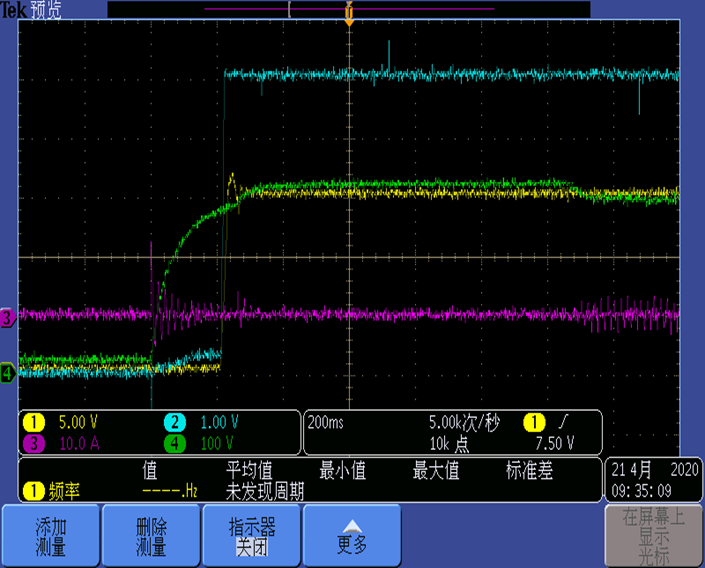 Tek 预览
T
3
4
1 5.00 V 2 1.00 V
3 10.0 A 4 100 V
200ms 5.00k次/秒 1 7.50 V
10k 点
值 平均值 最小值 最大值 标准差
1 频率 ----.Hz 未发现周期
21 4月 2020
09:35:09
添加
测量
删除
测量
指示器
关闭
更多
在屏幕上
显示
光标